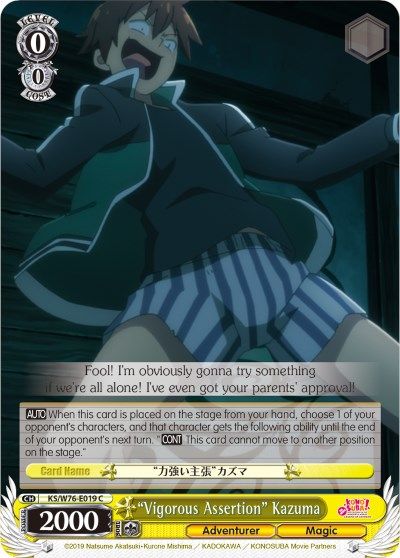 LEVEL
0
0
COST
Fool! I'm obviously gonna try something
if we're all alone! I've even got your parents' approval!
AUTO When this card is placed on the stage from your hand, choose 1 of your
opponent's characters, and that character gets the following ability until the end
of your opponent's next turn. "CONT This card cannot move to another position
on the stage."
Card Name
"力強い主張"カズマ
CD KS/W76-E019 C
POWER
2000
SOUL
"Vigorous Assertion" Kazuma
KONO SUBA!
Adventurer
Magic
©2019 Natsume Akatsuki・Kurone Mishima / KADOKAWA / KONOSUBA Movie Partners